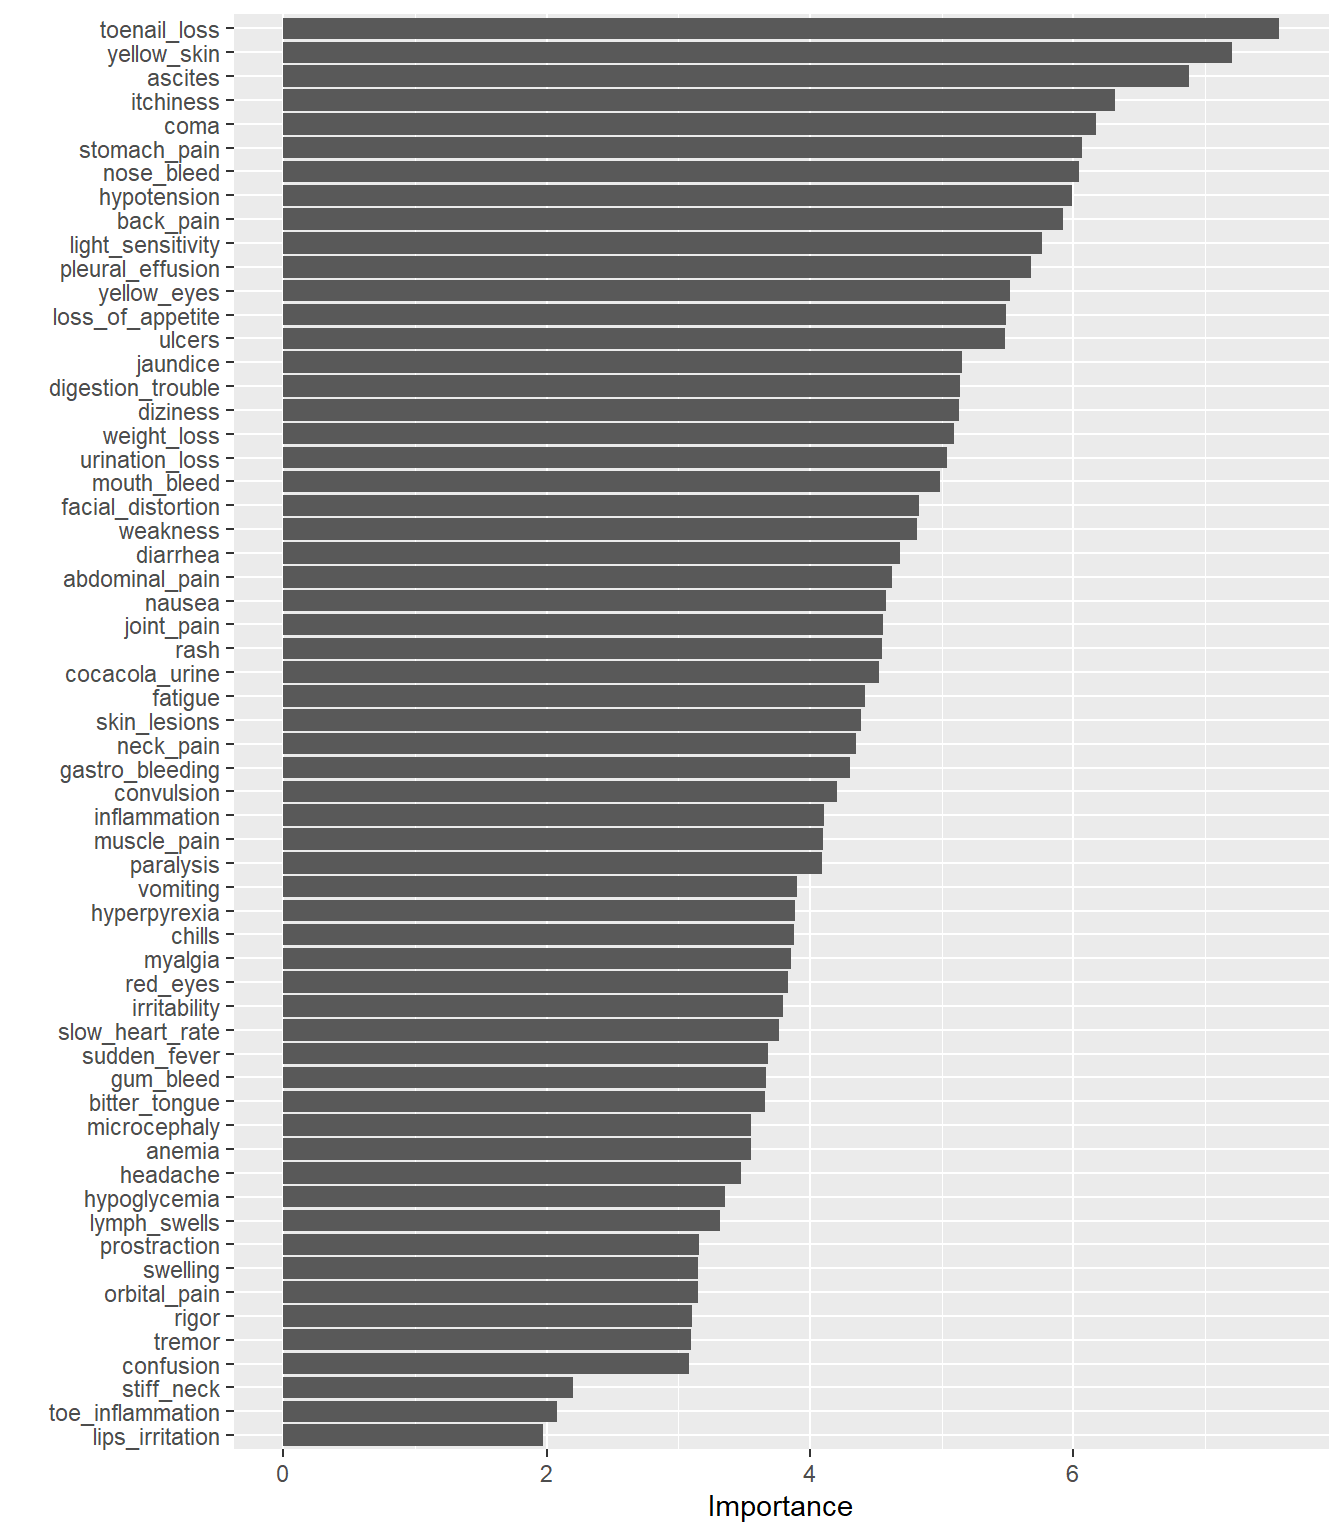 toenail_loss
yellow_skin
ascites
itchiness
coma
stomach_pain
nose_bleed
hypotension
back_pain
light_sensitivity
pleural_effusion
yellow_eyes
loss_of_appetite
ulcers
jaundice
digestion_trouble
diziness
weight_loss
urination_loss
mouth_bleed
facial_distortion
weakness
diarrhea
abdominal_pain
nausea
joint_pain
rash
cocacola_urine
fatigue
skin_lesions
neck_pain
gastro_bleeding
convulsion
inflammation
muscle_pain
paralysis
vomiting
hyperpyrexia
chills
myalgia
red_eyes
irritability
slow_heart_rate
sudden_fever
gum_bleed
bitter_tongue
microcephaly
anemia
headache
hypoglycemia
lymph_swells
prostraction
swelling
orbital_pain
rigor
tremor
confusion
stiff_neck
toe_inflammation
lips_irritation
0 2 4 6
Importance